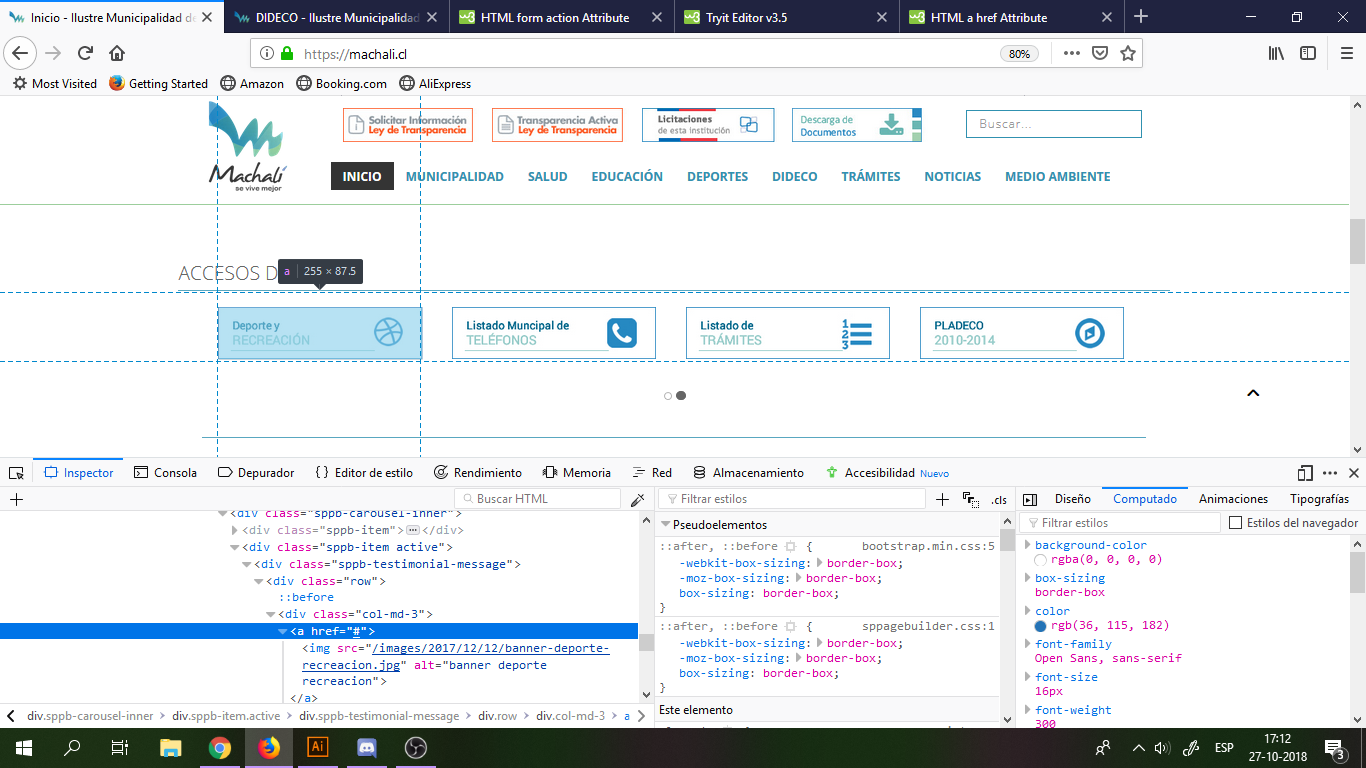 Inicio - Ilustre Municipalidad de
DIDECO - Ilustre Municipalidad
HTML form action Attribute
Tryit Editor v3.5
HTML a href Attribute
https://machali.cl
80%
Most Visited
Getting Started
Amazon
Booking.com
AliExpress
Machalí
se vive mejor
Solicitar Información
Ley de Transparencia
Transparencia Activa
Ley de Transparencia
Licitaciones
de esta institución
Descarga de
Documentos
Buscar...
INICIO MUNICIPALIDAD SALUD EDUCACIÓN DEPORTES DIDECO TRÁMITES NOTICIAS MEDIO AMBIENTE
ACCESOS D
a 255 × 87.5
Deporte y
RECREACIÓN
Listado Muncipal de
TELÉFONOS
Listado de
TRÁMITES
1
2
3
PLADECO
2010-2014
Inspector Consola Depurador Editor de estilo Rendimiento Memoria Red Almacenamiento Accesibilidad Nuevo
Buscar HTML
<div class="sppb-carousel-inner">
<div class="sppb-item"></div>
<div class="sppb-item active">
<div class="sppb-testimonial-message">
<div class="row">
::before
<div class="col-md-3">
<a href="#">
<img src="/images/2017/12/12/banner-deporte-
recreacion.jpg" alt="banner deporte
recreacion">
</a>
div.sppb-carousel-inner div.sppb-item.active div.sppb-testimonial-message div.row div.col-md-3 a
Filtrar estilos
.cls
Pseudoelementos
::after, ::before { bootstrap.min.css:5
-webkit-box-sizing: border-box;
-moz-box-sizing: border-box;
box-sizing: border-box;
}
::after, ::before { sppagebuilder.css:1
-webkit-box-sizing: border-box;
-moz-box-sizing: border-box;
box-sizing: border-box;
}
Este elemento
Diseño Computado Animaciones Tipografías
Filtrar estilos
Estilos del navegador
background-color
rgba(0, 0, 0, 0)
box-sizing
border-box
color
rgb(36, 115, 182)
font-family
Open Sans, sans-serif
font-size
16px
font-weight
300
Ai
ESP
17:12
27-10-2018
3